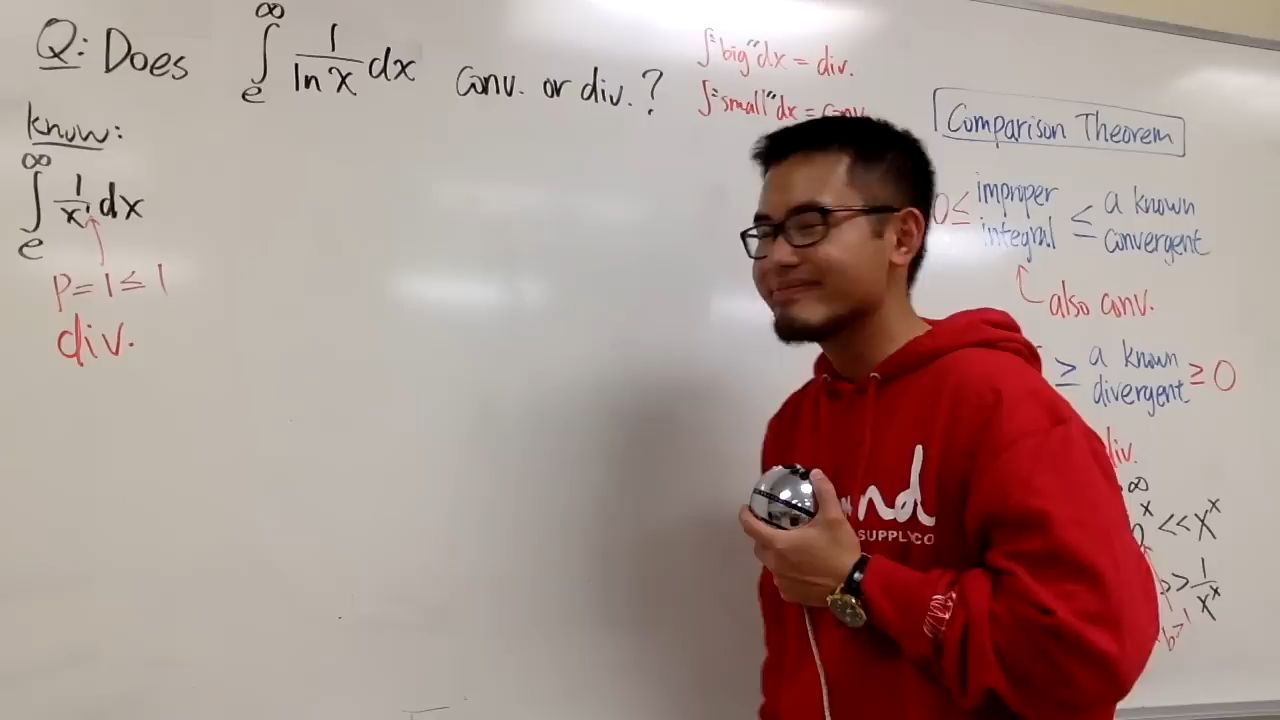 Q: Does ∫_e^∞ 1/ln x dx conv. or div.?
know:
∫_e^∞ 1/x^1 dx
p=1≤1
div.
∫"big"dx = div.
∫"small"dx = conv.
Comparison Theorem
0≤ improper integral ≤ a known convergent
also conv.
≥ a known divergent ≥0
div.
∞
b^x << x^x
> 1/x^x
b>1
nd
SUPPLY CO